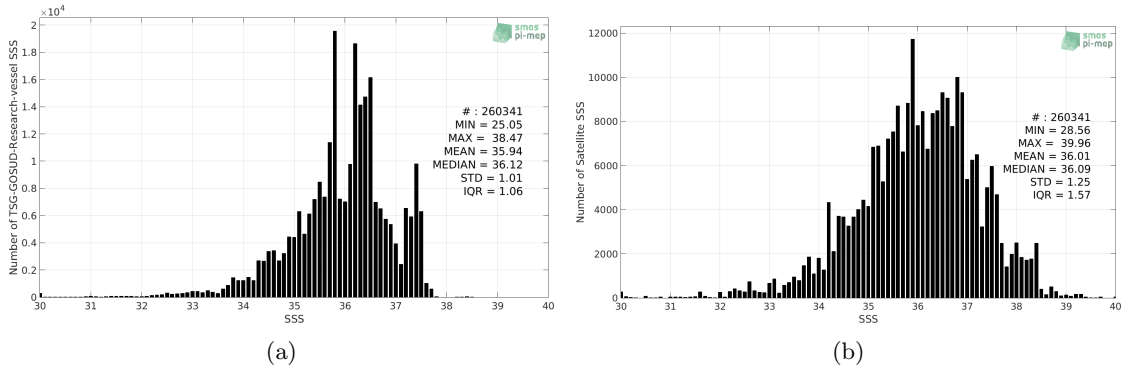 ×10⁴
smos
pi-mep
Number of TSG-GOSUD-Research-vessel SSS
2
1.8
1.6
1.4
1.2
1
0.8
0.6
0.4
0.2
0
# : 260341
MIN = 25.05
MAX = 38.47
MEAN = 35.94
MEDIAN = 36.12
STD = 1.01
IQR = 1.06
30 31 32 33 34 35 36 37 38 39 40
SSS
(a)
smos
pi-mep
Number of Satellite SSS
12000
10000
8000
6000
4000
2000
0
# : 260341
MIN = 28.56
MAX = 39.96
MEAN = 36.01
MEDIAN = 36.09
STD = 1.25
IQR = 1.57
30 31 32 33 34 35 36 37 38 39 40
SSS
(b)